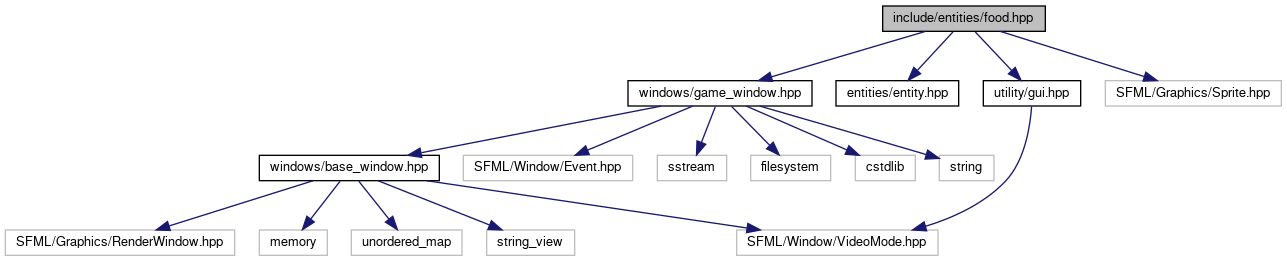 include/entities/food.hpp
windows/game_window.hpp
entities/entity.hpp
utility/gui.hpp
SFML/Graphics/Sprite.hpp
windows/base_window.hpp
SFML/Window/Event.hpp
sstream
filesystem
cstdlib
string
SFML/Graphics/RenderWindow.hpp
memory
unordered_map
string_view
SFML/Window/VideoMode.hpp